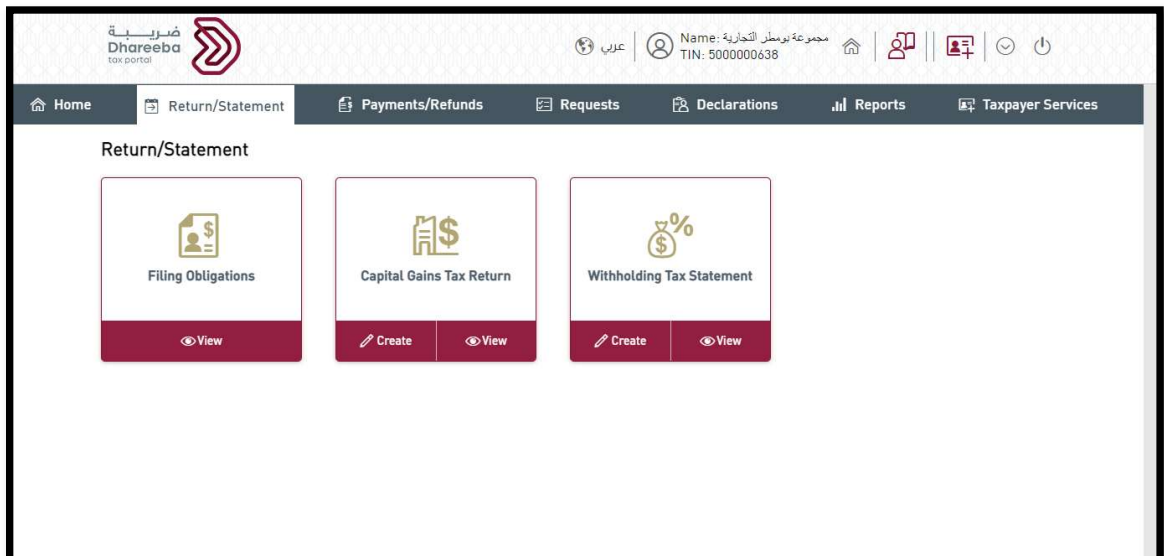 ضريبة
Dhareeba
tax portal
عربي
Name: مجموعة بومطر التجارية
TIN: 5000000638
Home
Return/Statement
Payments/Refunds
Requests
Declarations
Reports
Taxpayer Services
Return/Statement
Filing Obligations
View
Capital Gains Tax Return
Create
View
Withholding Tax Statement
Create
View